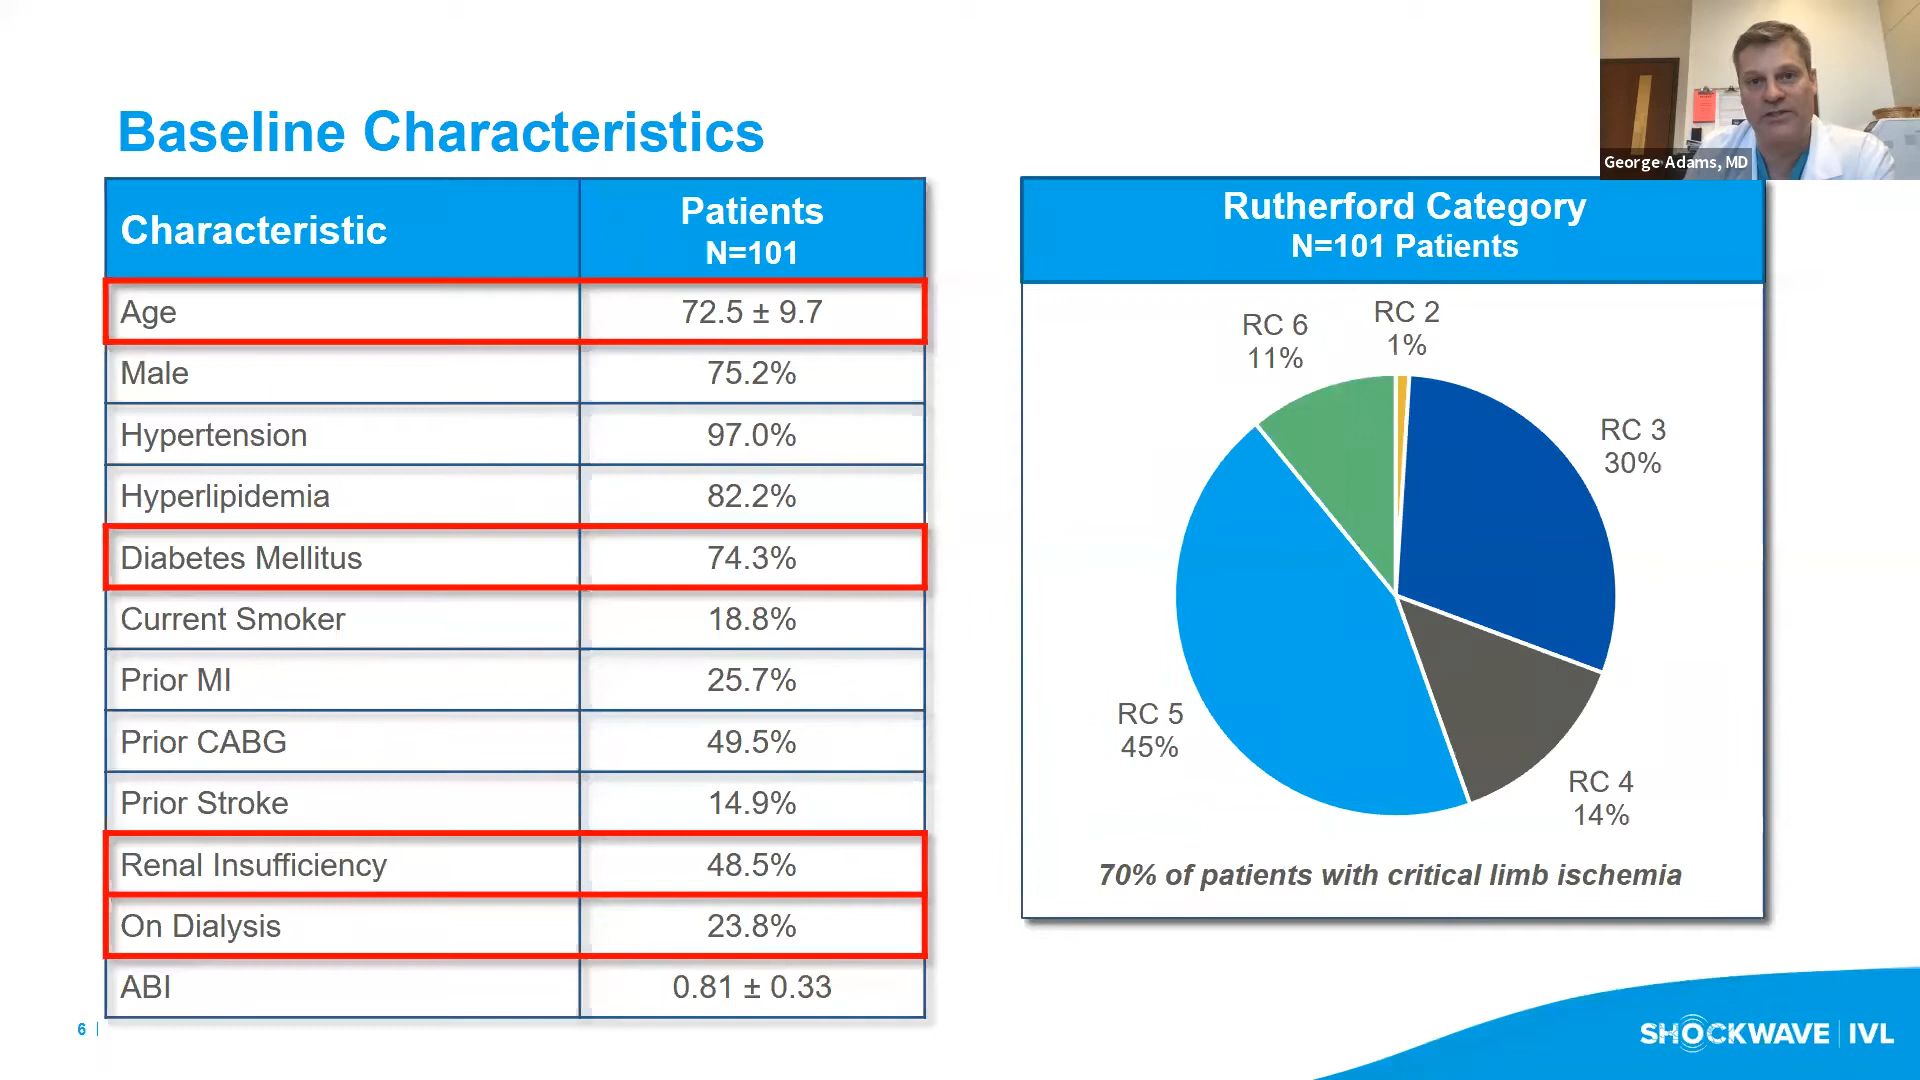 George Adams, MD
Baseline Characteristics
Characteristic
Patients
N=101
Age 72.5 ± 9.7
Male 75.2%
Hypertension 97.0%
Hyperlipidemia 82.2%
Diabetes Mellitus 74.3%
Current Smoker 18.8%
Prior MI 25.7%
Prior CABG 49.5%
Prior Stroke 14.9%
Renal Insufficiency 48.5%
On Dialysis 23.8%
ABI 0.81 ± 0.33
Rutherford Category
N=101 Patients
RC 2
1%
RC 3
30%
RC 4
14%
RC 5
45%
RC 6
11%
70% of patients with critical limb ischemia
6 |
SHOCKWAVE | IVL